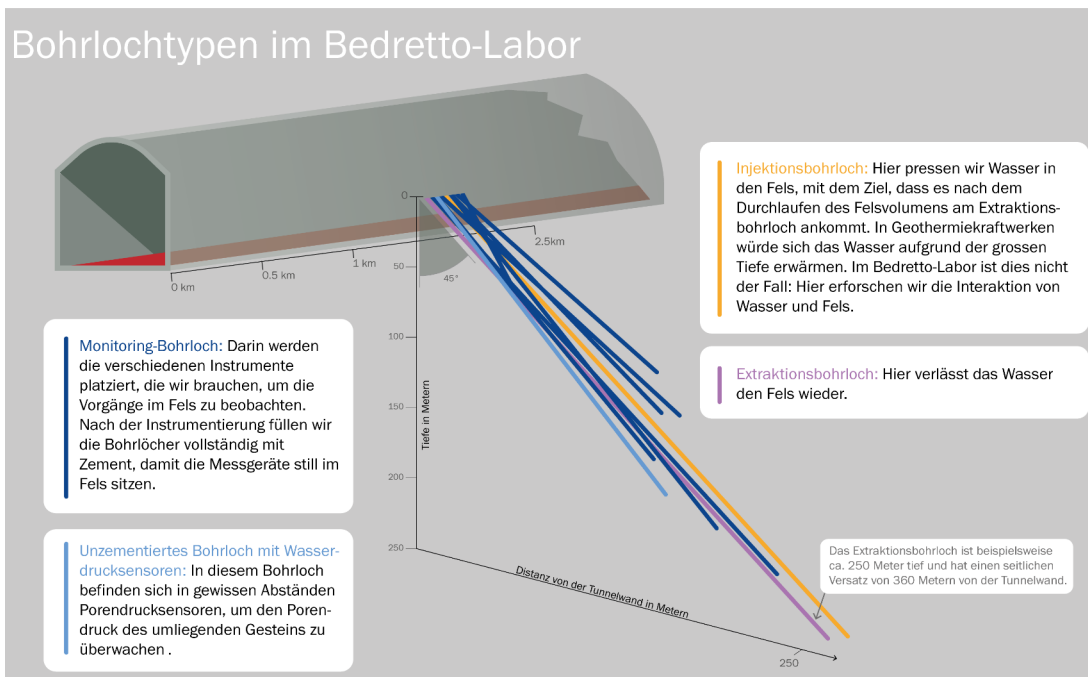 Bohrlochtypen im Bedretto-Labor
Injektionsbohrloch: Hier pressen wir Wasser in
den Fels, mit dem Ziel, dass es nach dem
Durchlaufen des Felsvolumens am Extraktions-
bohrloch ankommt. In Geothermiekraftwerken
würde sich das Wasser aufgrund der grossen
Tiefe erwärmen. Im Bedretto-Labor ist dies nicht
der Fall: Hier erforschen wir die Interaktion von
Wasser und Fels.
Extraktionsbohrloch: Hier verlässt das Wasser
den Fels wieder.
0 km
0.5 km
1 km
2.5km
45°
0
50
100
150
200
250
Tiefe in Metern
Monitoring-Bohrloch: Darin werden
die verschiedenen Instrumente
platziert, die wir brauchen, um die
Vorgänge im Fels zu beobachten.
Nach der Instrumentierung füllen wir
die Bohrlöcher vollständig mit
Zement, damit die Messgeräte still im
Fels sitzen.
Unzementiertes Bohrloch mit Wasser-
drucksensoren: In diesem Bohrloch
befinden sich in gewissen Abständen
Porendrucksensoren, um den Poren-
druck des umliegenden Gesteins zu
überwachen .
Das Extraktionsbohrloch ist beispielsweise
ca. 250 Meter tief und hat einen seitlichen
Versatz von 360 Metern von der Tunnelwand.
Distanz von der Tunnelwand in Metern
250